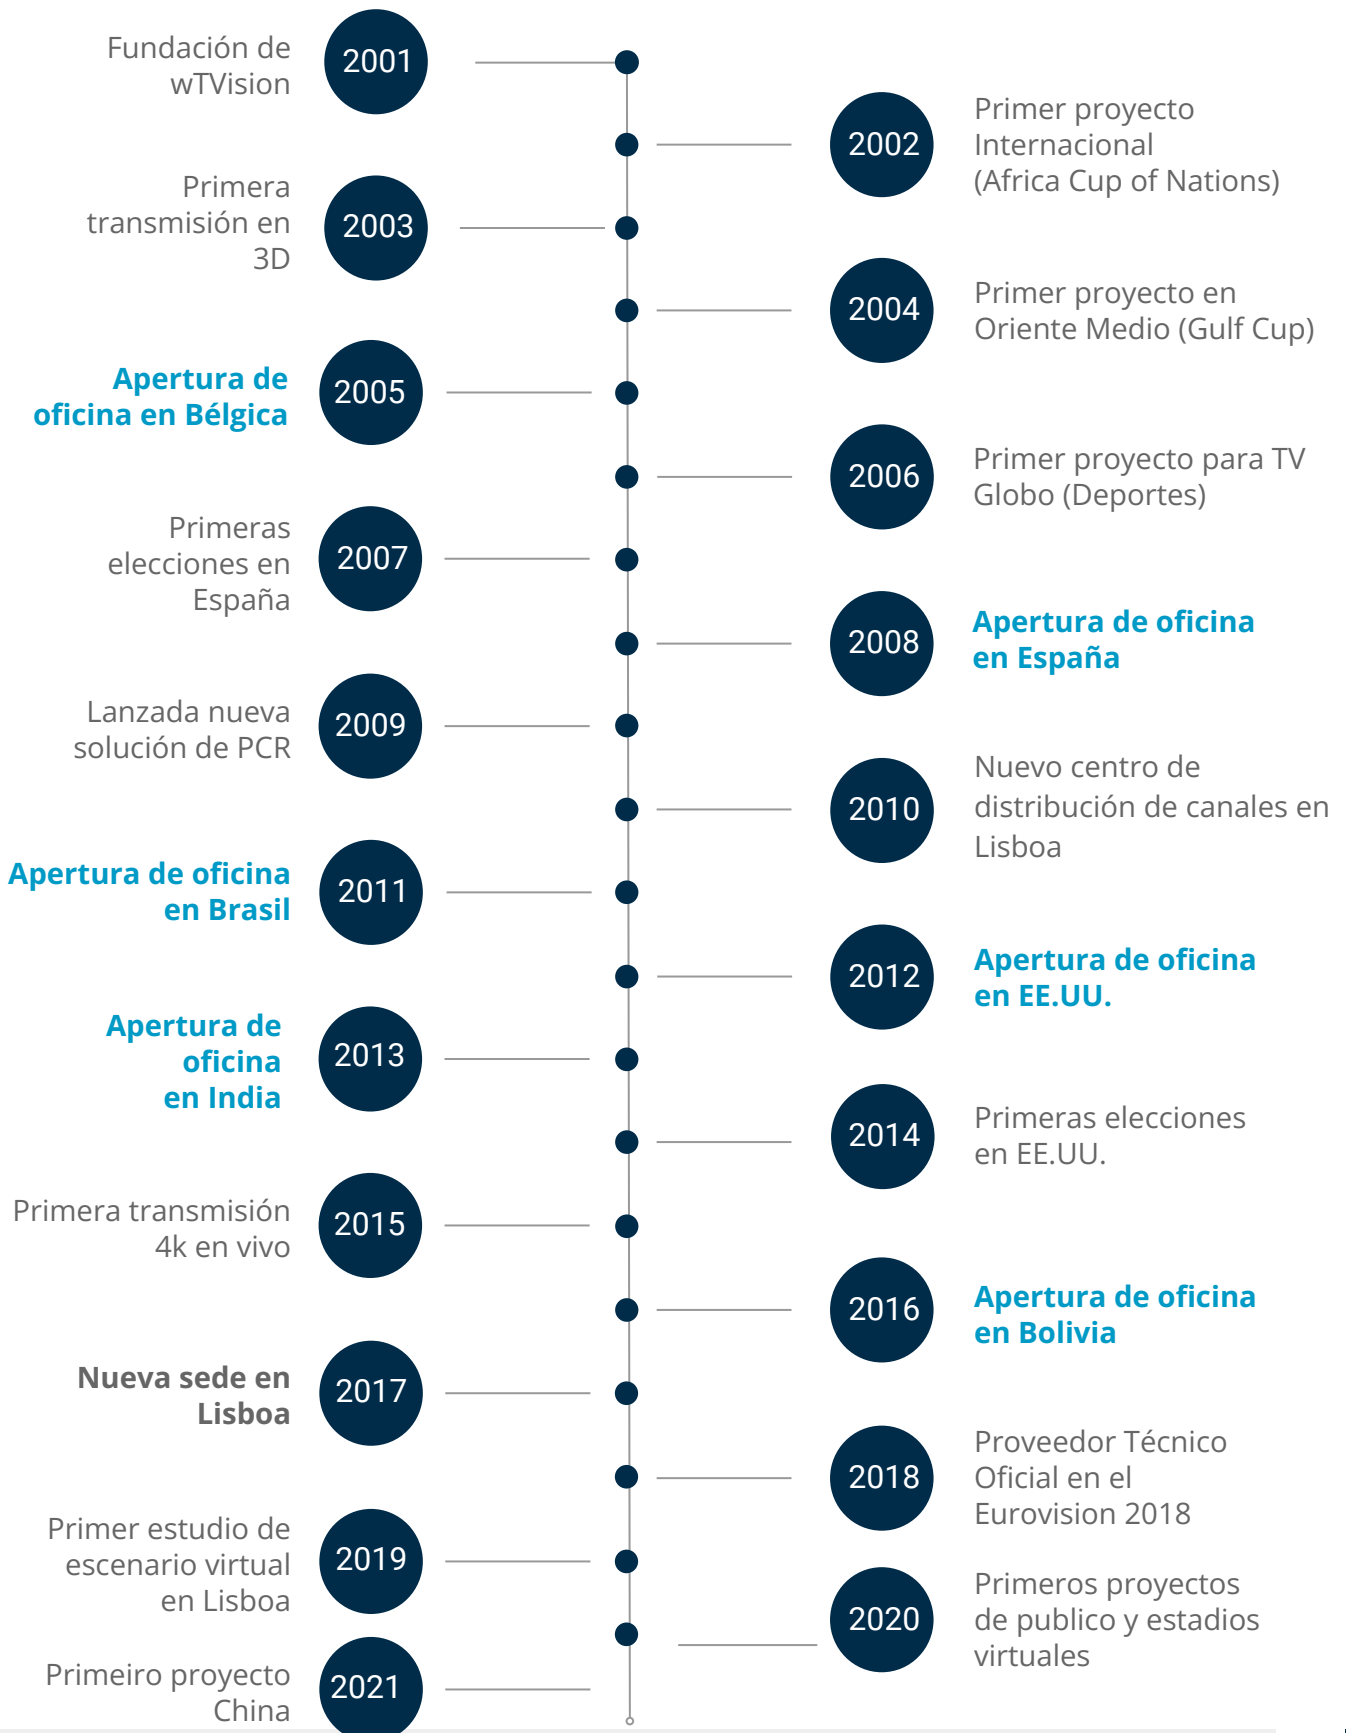 Fundación de
wTVision
2001
2002
Primer proyecto
Internacional
(Africa Cup of Nations)
Primera
transmisión en
3D
2003
2004
Primer proyecto en
Oriente Medio (Gulf Cup)
Apertura de
oficina en Bélgica
2005
2006
Primer proyecto para TV
Globo (Deportes)
Primeras
elecciones en
España
2007
2008
Apertura de oficina
en España
Lanzada nueva
solución de PCR
2009
2010
Nuevo centro de
distribución de canales en
Lisboa
Apertura de oficina
en Brasil
2011
2012
Apertura de oficina
en EE.UU.
Apertura de
oficina
en India
2013
2014
Primeras elecciones
en EE.UU.
Primera transmisión
4k en vivo
2015
2016
Apertura de oficina
en Bolivia
Nueva sede en
Lisboa
2017
2018
Proveedor Técnico
Oficial en el
Eurovision 2018
Primer estudio de
escenario virtual
en Lisboa
2019
2020
Primeros proyectos
de publico y estadios
virtuales
Primeiro proyecto
China
2021